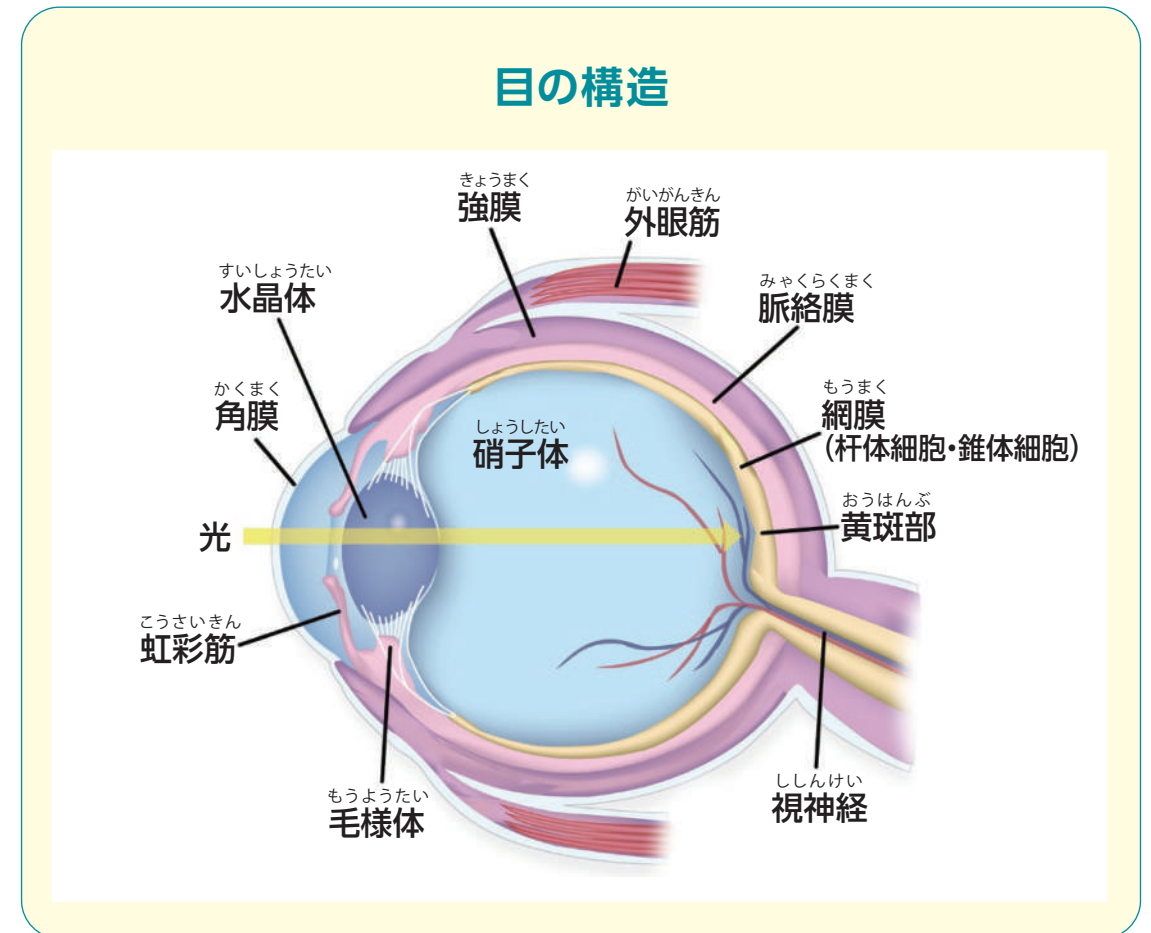 目の構造
きょうまく
強膜
がいがんきん
外眼筋
すいしょうたい
水晶体
みゃくらくまく
脈絡膜
かくまく
角膜
もうまく
網膜
(杆体細胞・錐体細胞)
しょうしたい
硝子体
おうはんぶ
黄斑部
光
こうさいきん
虹彩筋
もうようたい
毛様体
ししんけい
視神経